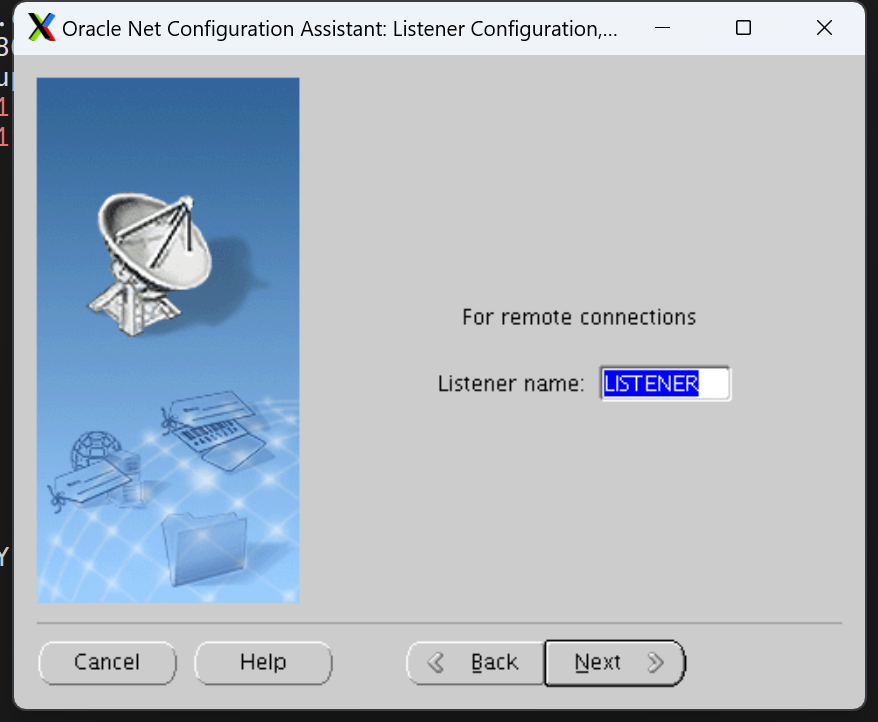 Oracle Net Configuration Assistant: Listener Configuration,...
For remote connections
Listener name: LISTENER
Cancel Help Back Next